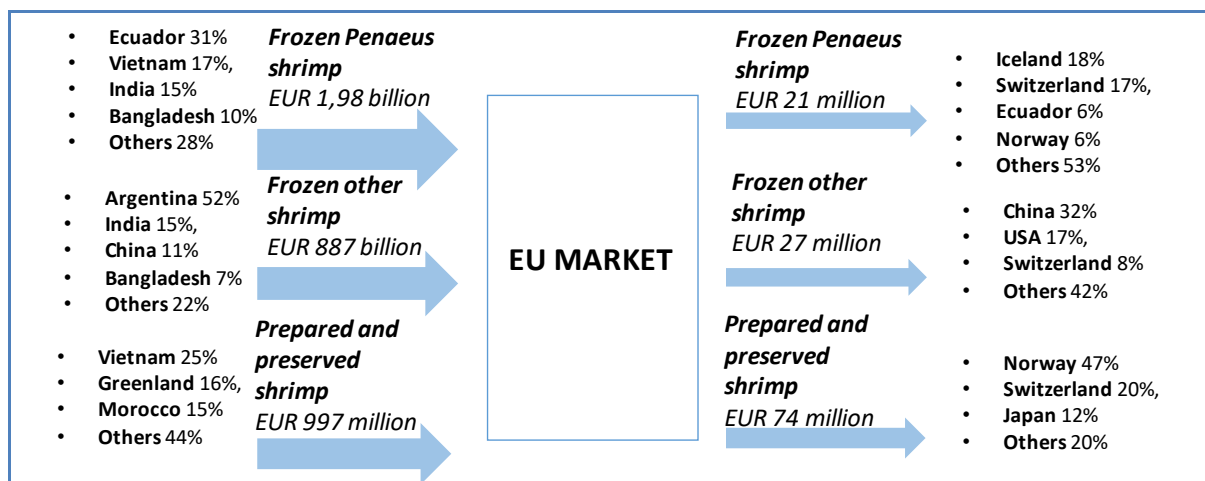 • Ecuador 31%
• Vietnam 17%,
• India 15%
• Bangladesh 10%
• Others 28%
Frozen Penaeus
shrimp
EUR 1,98 billion
• Argentina 52%
• India 15%,
• China 11%
• Bangladesh 7%
• Others 22%
Frozen other
shrimp
EUR 887 billion
• Vietnam 25%
• Greenland 16%,
• Morocco 15%
• Others 44%
Prepared and
preserved
shrimp
EUR 997 million
EU MARKET
Frozen Penaeus
shrimp
EUR 21 million
• Iceland 18%
• Switzerland 17%,
• Ecuador 6%
• Norway 6%
• Others 53%
Frozen other
shrimp
EUR 27 million
• China 32%
• USA 17%,
• Switzerland 8%
• Others 42%
Prepared and
preserved
shrimp
EUR 74 million
• Norway 47%
• Switzerland 20%,
• Japan 12%
• Others 20%